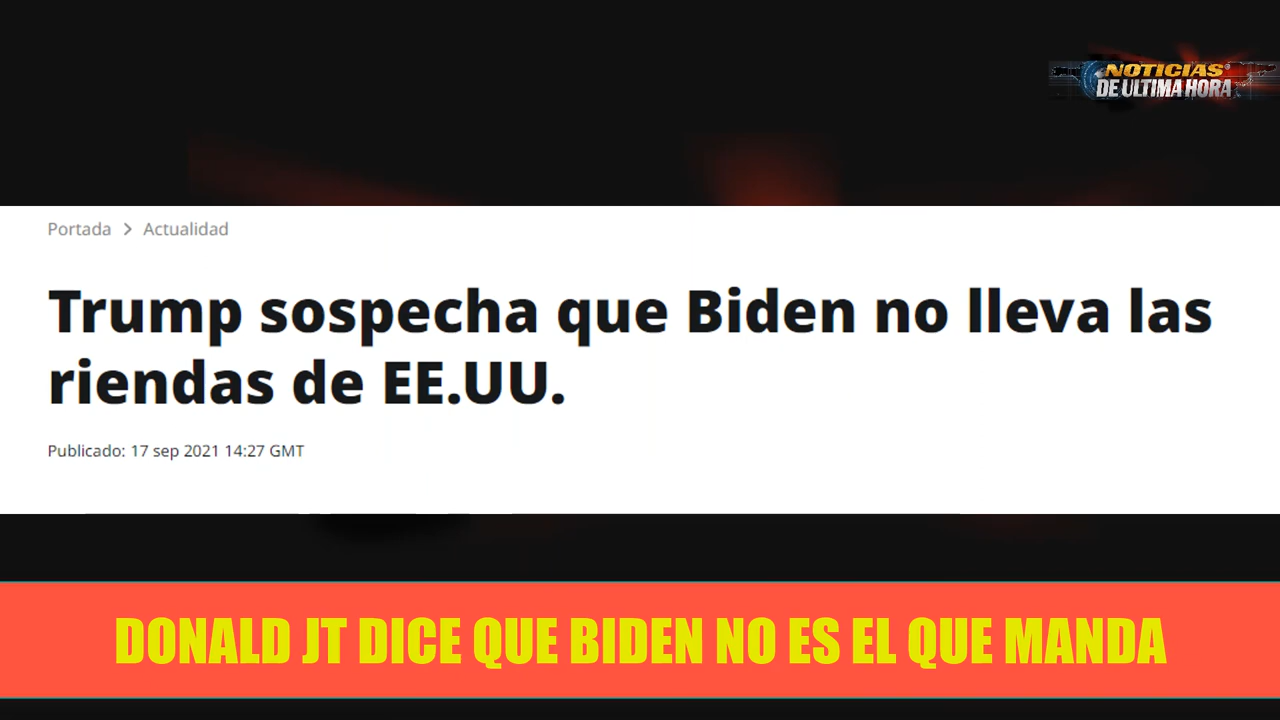 NOTICIAS
DE ULTIMA HORA
Portada > Actualidad
Trump sospecha que Biden no lleva las
riendas de EE.UU.
Publicado: 17 sep 2021 14:27 GMT
DONALD JT DICE QUE BIDEN NO ES EL QUE MANDA